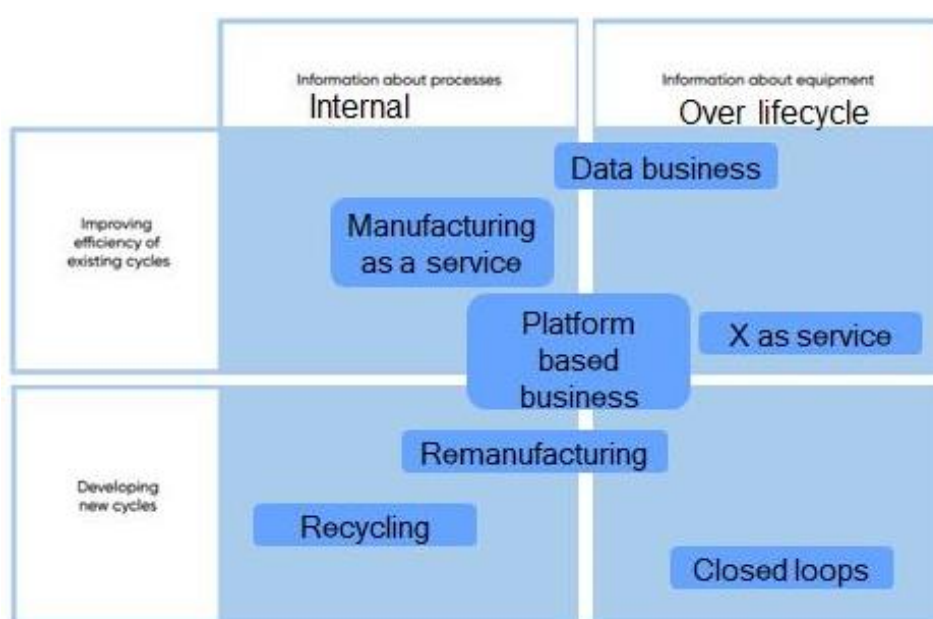 Information about processes
Internal
Information about equipment
Over lifecycle
Improving
efficiency of
existing cycles
Data business
Manufacturing
as a service
Platform
based
business
X as service
Developing
new cycles
Remanufacturing
Recycling
Closed loops